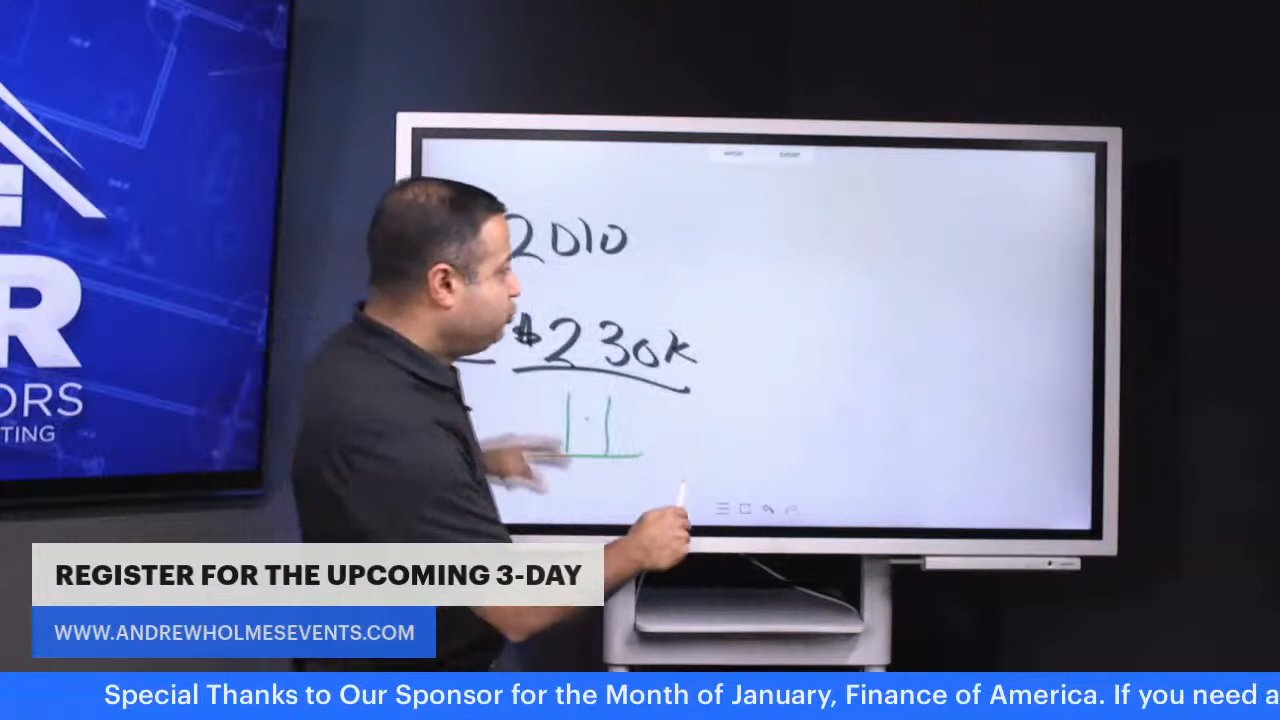 2010
$230K
REGISTER FOR THE UPCOMING 3-DAY
WWW.ANDREWHOLMESEVENTS.COM
Special Thanks to Our Sponsor for the Month of January, Finance of America. If you need a
R
ORS
TING